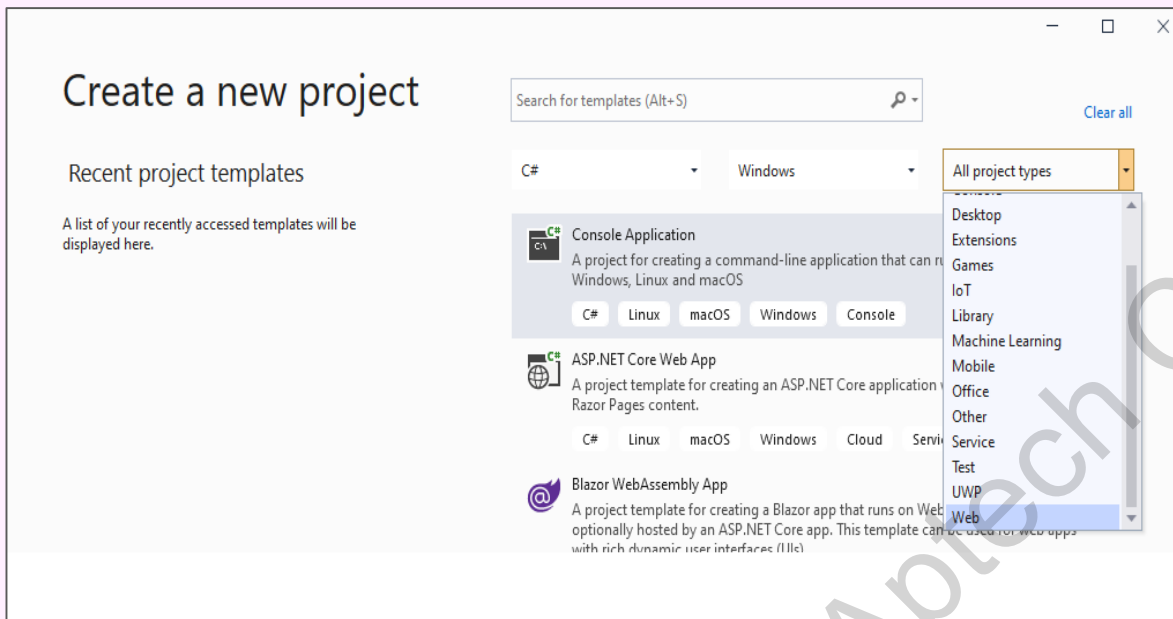 Create a new project
Search for templates (Alt+S)
Clear all
Recent project templates
A list of your recently accessed templates will be
displayed here.
C#
Windows
All project types
Desktop
Extensions
Games
IoT
Library
Machine Learning
Mobile
Office
Other
Service
Test
UWP
Web
Console Application
A project for creating a command-line application that can
Windows, Linux and macOS
C# Linux macOS Windows Console
ASP.NET Core Web App
A project template for creating an ASP.NET Core application
Razor Pages content.
C# Linux macOS Windows Cloud
Blazor WebAssembly App
A project template for creating a Blazor app that runs on
optionally hosted by an ASP.NET Core app. This template can be used for web apps
with rich dynamic user interfaces (UIs)
Aptech